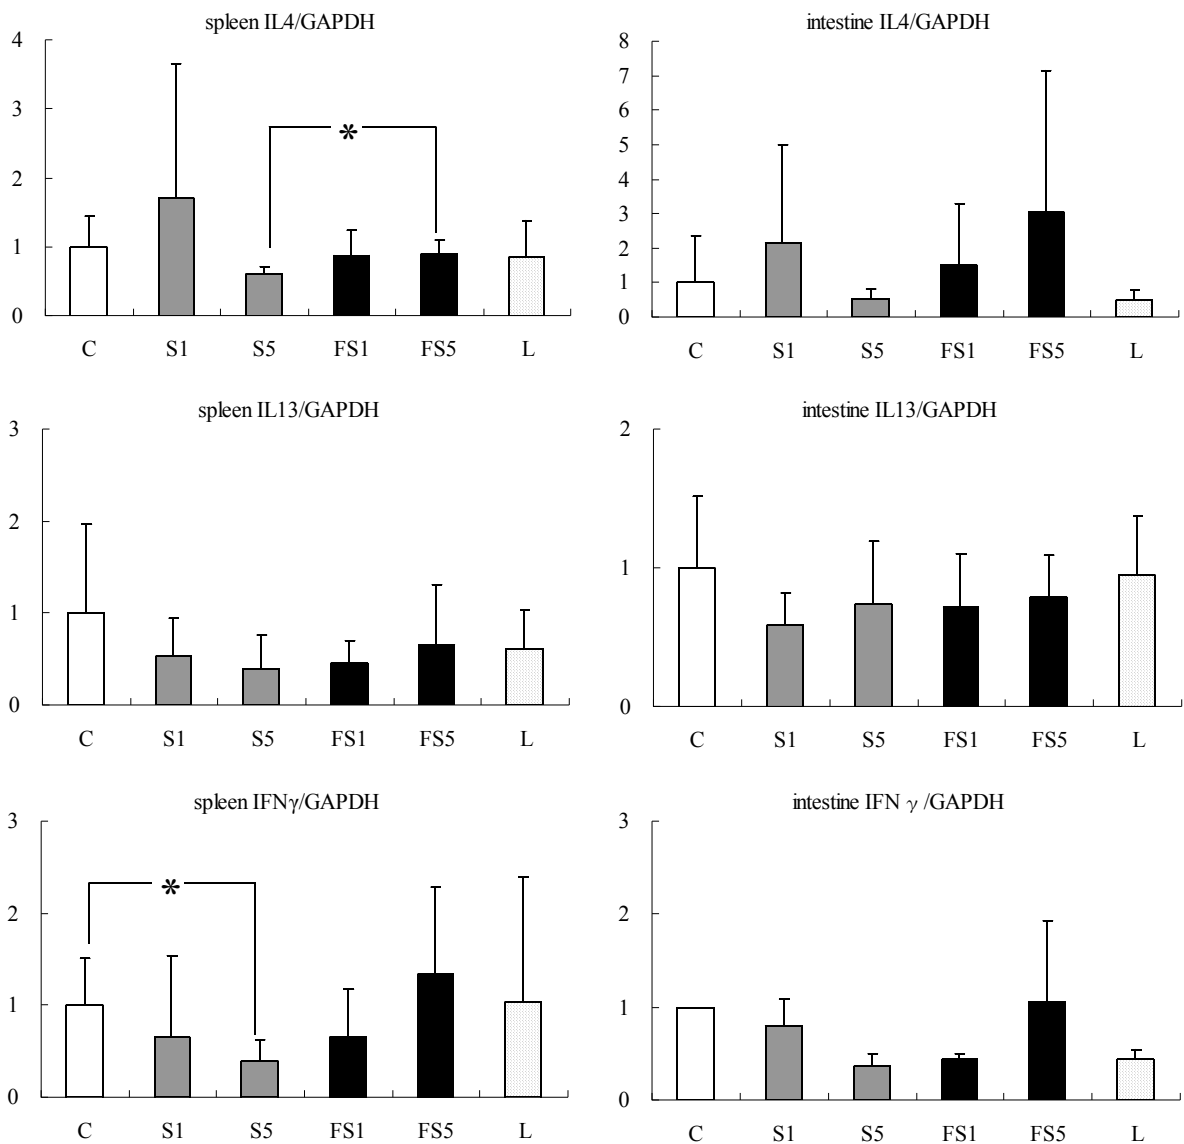 spleen IL4/GAPDH
4
3
2
1
0
C S1 S5 FS1 FS5 L
*
intestine IL4/GAPDH
8
7
6
5
4
3
2
1
0
C S1 S5 FS1 FS5 L
spleen IL13/GAPDH
3
2
1
0
C S1 S5 FS1 FS5 L
intestine IL13/GAPDH
2
1
0
C S1 S5 FS1 FS5 L
spleen IFNγ/GAPDH
3
2
1
0
C S1 S5 FS1 FS5 L
*
intestine IFN γ /GAPDH
3
2
1
0
C S1 S5 FS1 FS5 L